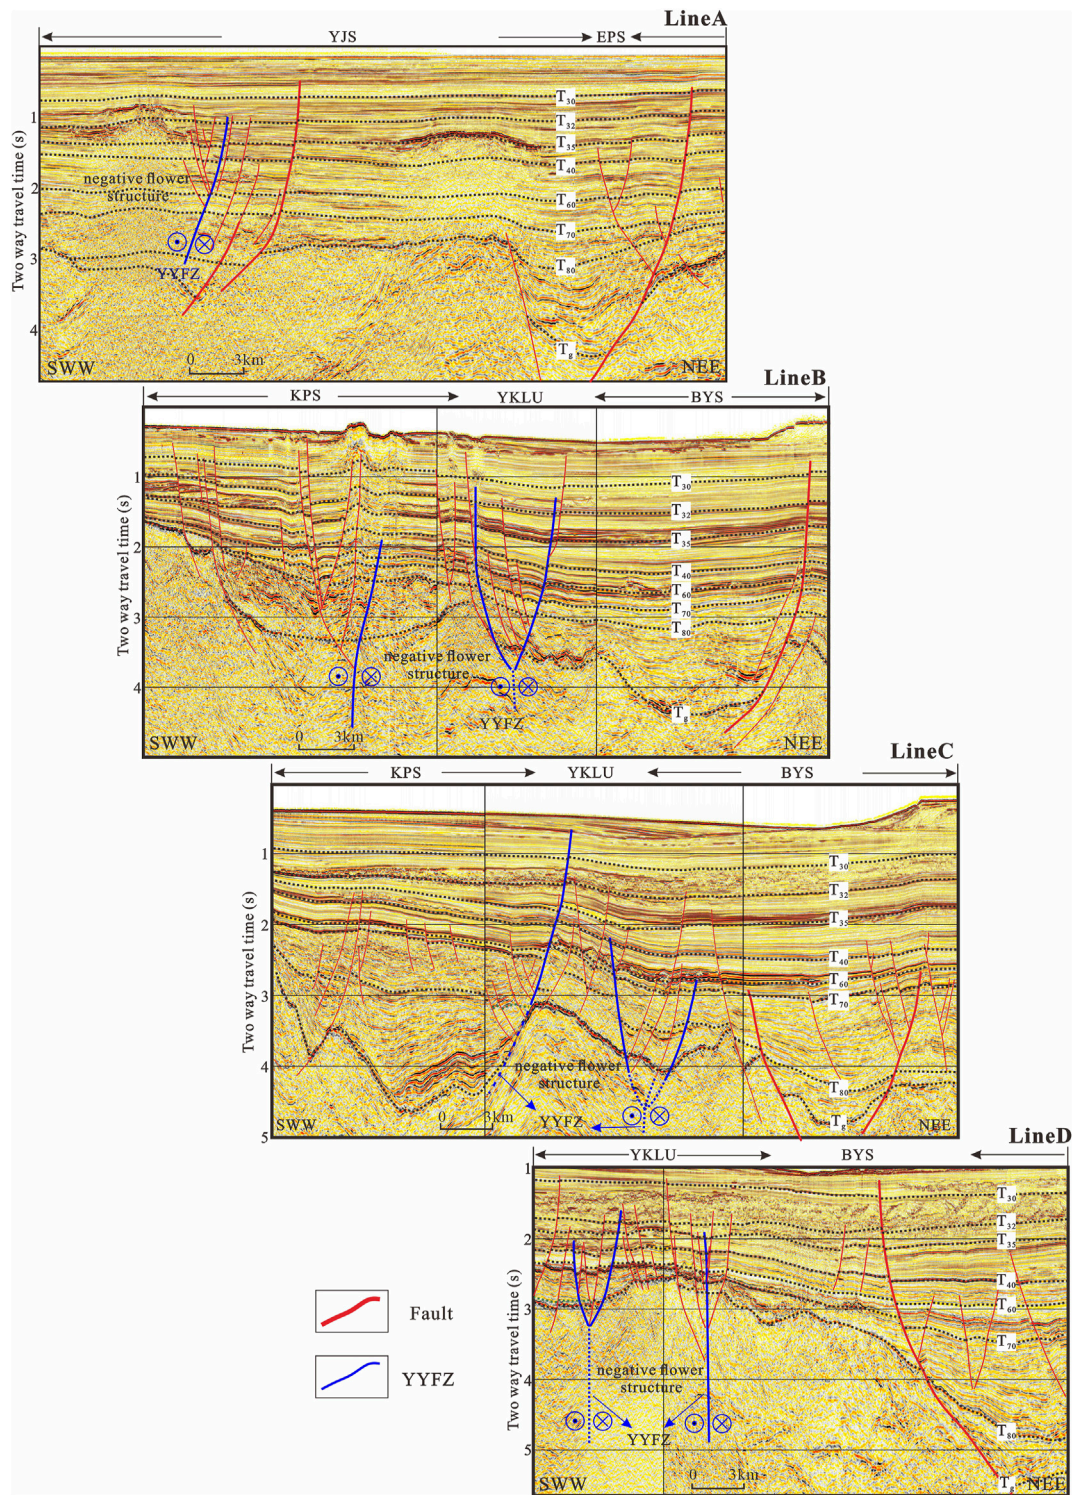 LineA
YJS EPS
Two way travel time (s)
1
2
3
4
T30
T32
T35
T40
T60
T70
T80
Tg
negative flower
structure
YYFZ
0 3km
SWW NEE
LineB
KPS YKLU BYS
Two way travel time (s)
1
2
3
4
T30
T32
T35
T40
T60
T70
T80
Tg
negative flower
structure
YYFZ
0 3km
SWW NEE
LineC
KPS YKLU BYS
Two way travel time (s)
1
2
3
4
5
T30
T32
T35
T40
T60
T70
T80
Tg
negative flower
structure
YYFZ
0 3km
SWW NEE
LineD
YKLU BYS
Two way travel time (s)
1
2
3
4
5
T30
T32
T35
T40
T60
T70
T80
Tg
negative flower
structure
YYFZ
0 3km
SWW NEE
Fault
YYFZ